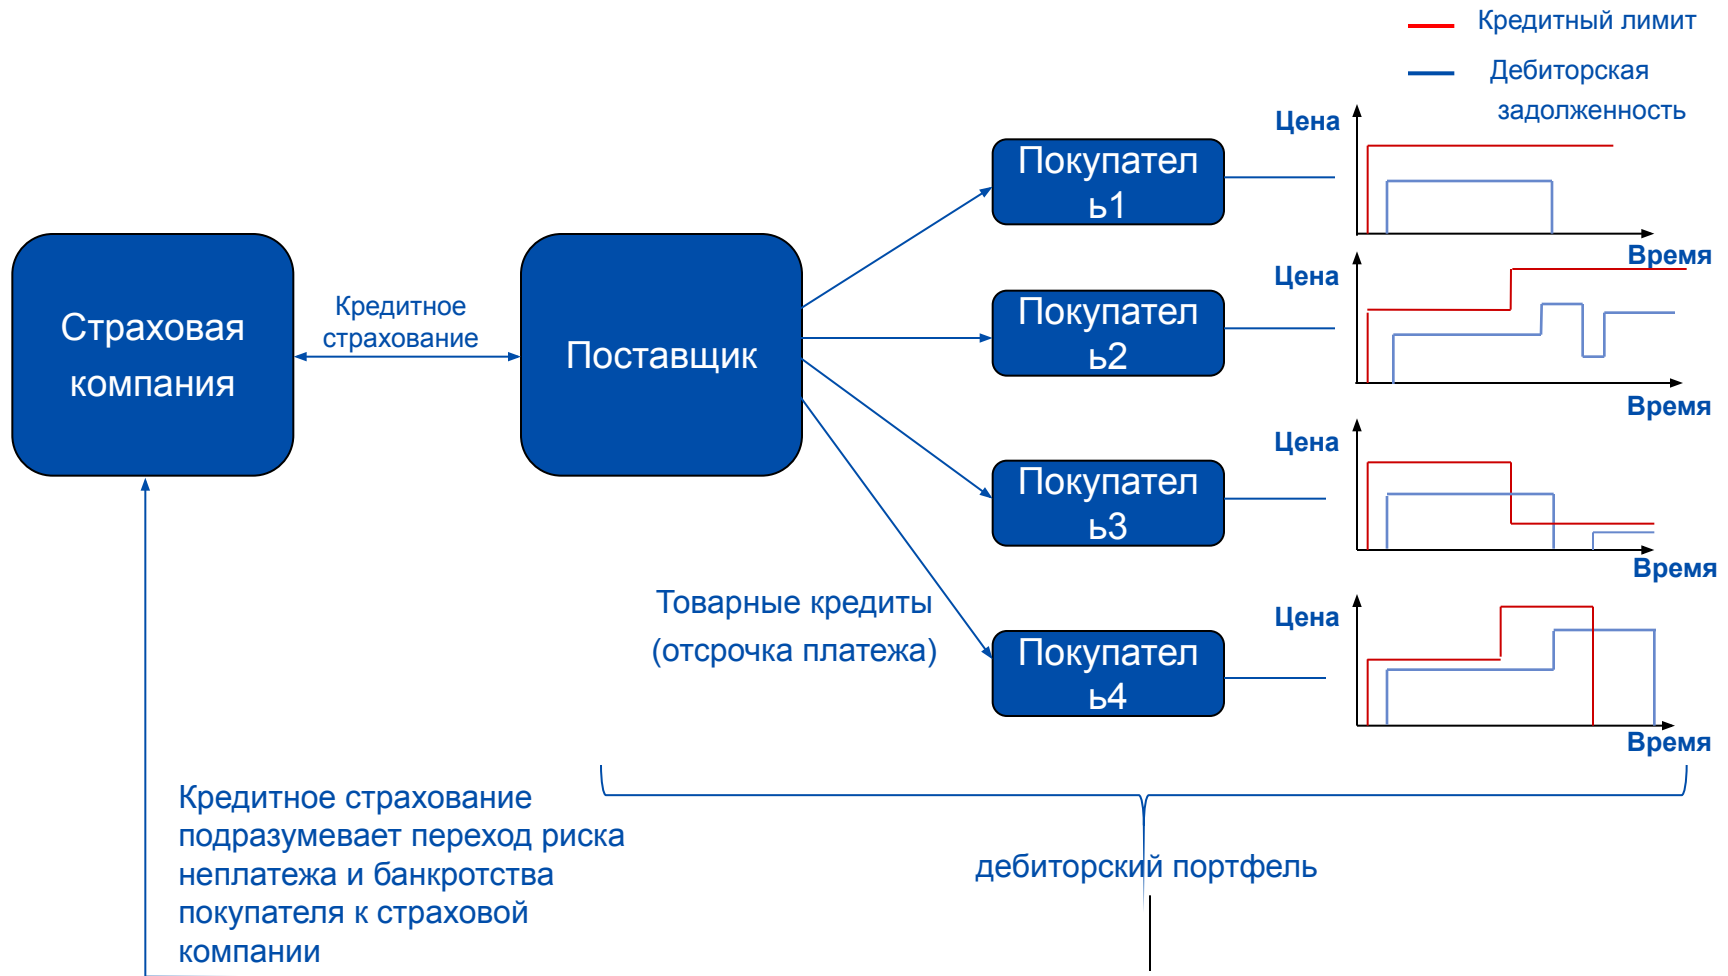 Кредитный лимит
Дебиторская
задолженность
Цена
Покупател
ь1
Время
Страховая
компания
Кредитное
страхование
Поставщик
Цена
Покупател
ь2
Время
Цена
Покупател
ь3
Время
Товарные кредиты
(отсрочка платежа)
Цена
Покупател
ь4
Время
Кредитное страхование
подразумевает переход риска
неплатежа и банкротства
покупателя к страховой
компании
дебиторский портфель